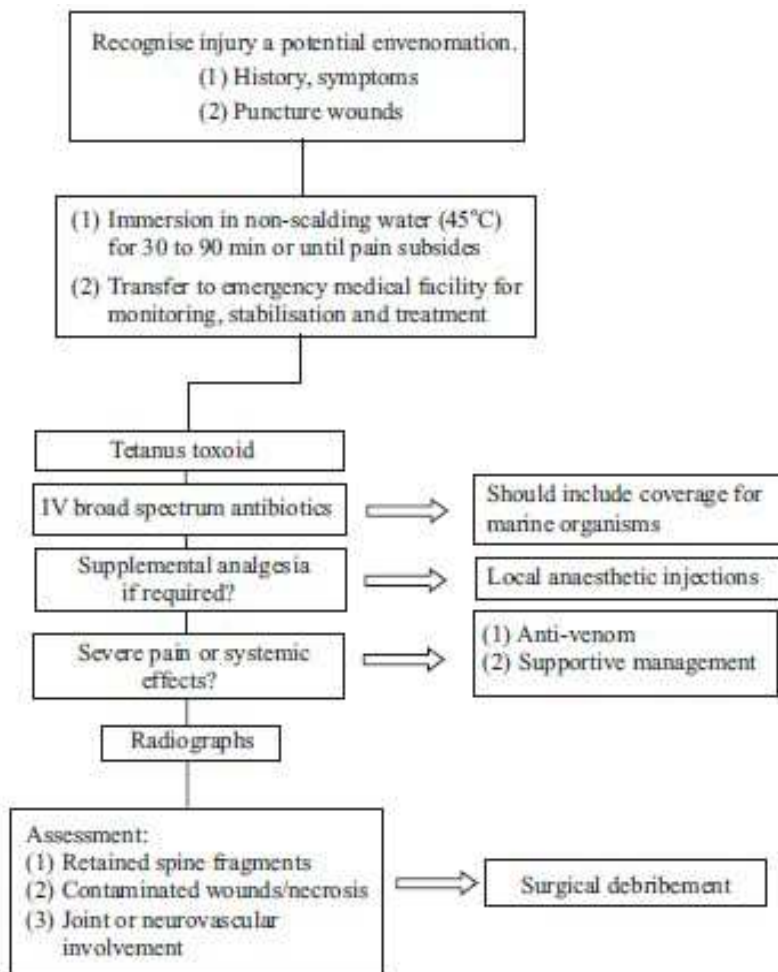 Recognise injury a potential envenomation.
(1) History, symptoms
(2) Puncture wounds
(1) Immersion in non-scalding water (45°C)
for 30 to 90 min or until pain subsides
(2) Transfer to emergency medical facility for
monitoring, stabilisation and treatment
Tetanus toxoid
IV broad spectrum antibiotics
Should include coverage for
marine organisms
Supplemental analgesia
if required?
Local anaesthetic injections
Severe pain or systemic
effects?
(1) Anti-venom
(2) Supportive management
Radiographs
Assessment:
(1) Retained spine fragments
(2) Contaminated wounds/necrosis
(3) Joint or neurovascular
involvement
Surgical debribement